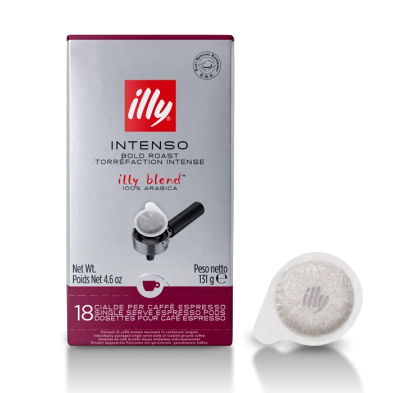 illy
INTENSO
BOLD ROAST
TORRÉFACTION INTENSE
illy blend™
100% ARABICA
Net Wt.
Poids Net 4.6 oz
Peso netto
131 g ℮
18 CIALDE PER CAFFÈ ESPRESSO
SINGLE SERVE ESPRESSO PODS
DOSETTES POUR CAFÉ ESPRESSO
illy